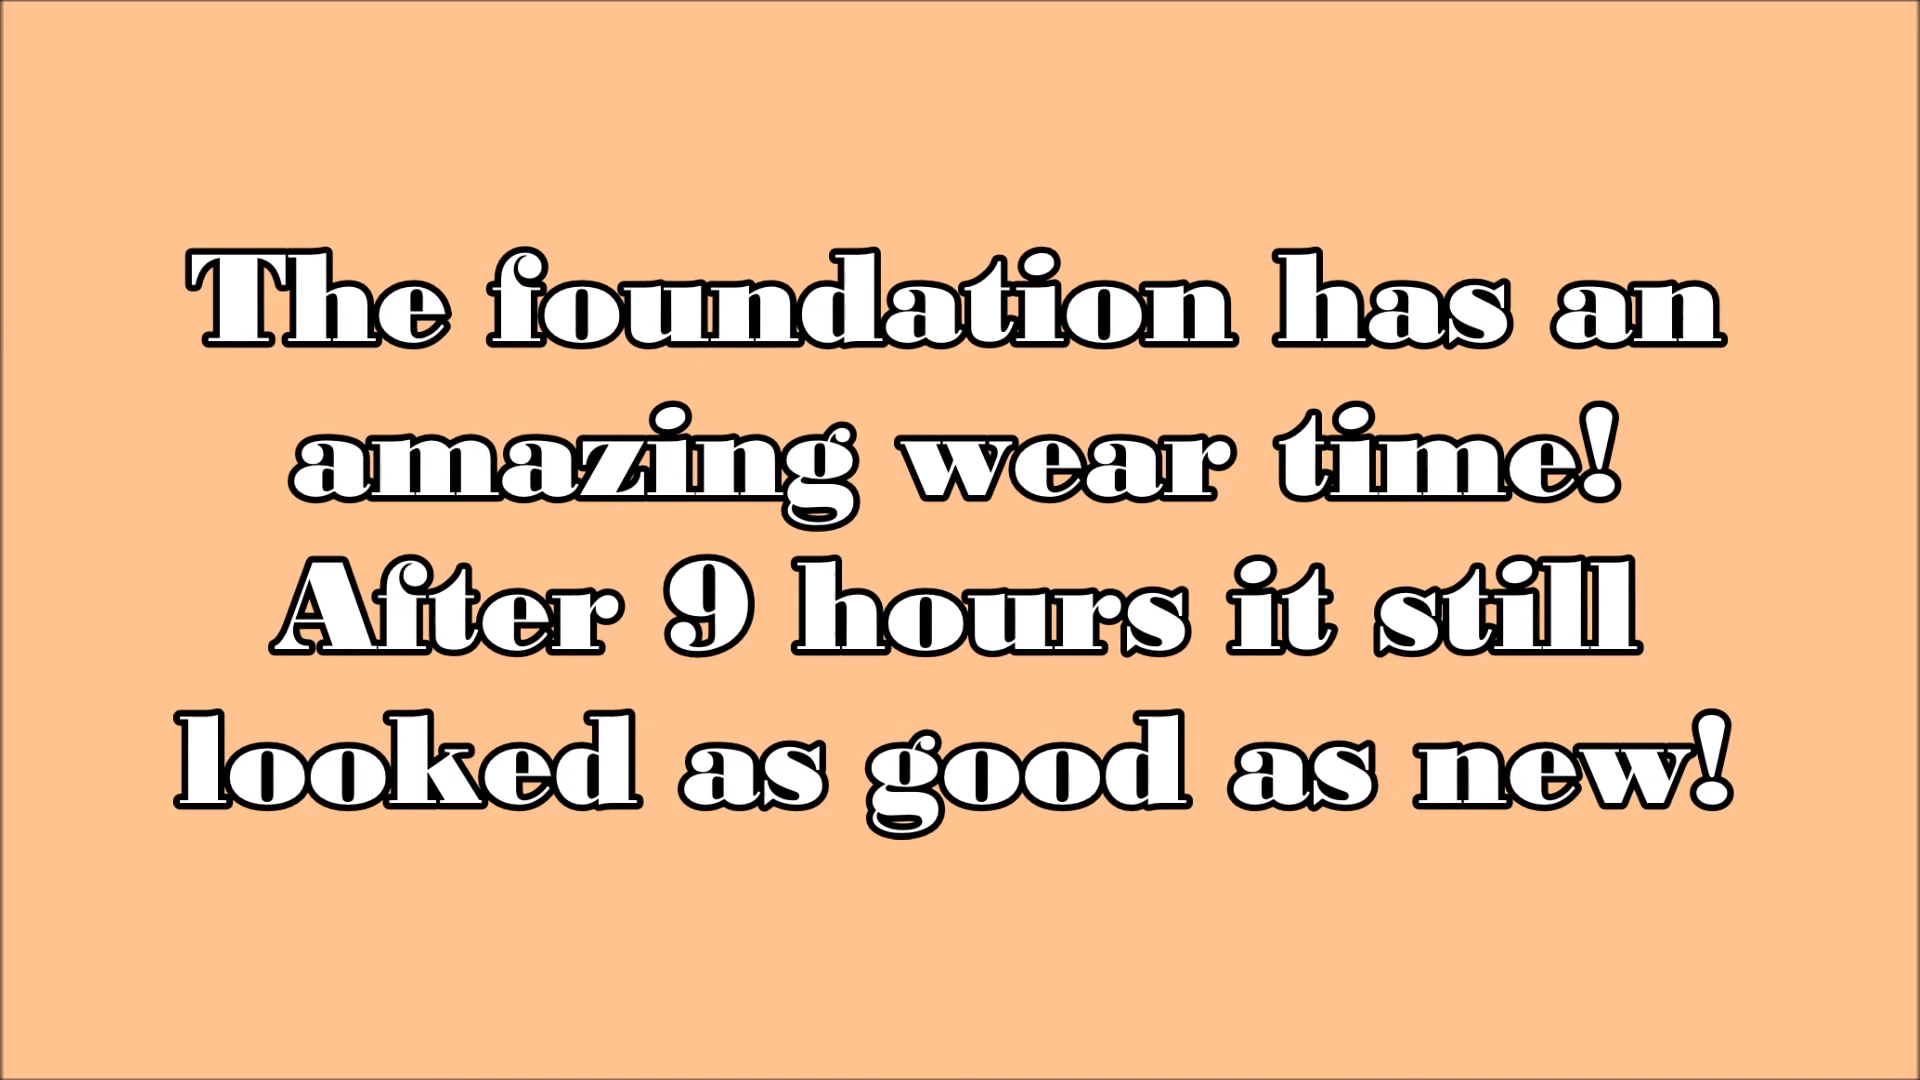 The foundation has an
amazing wear time!
After 9 hours it still
looked as good as new!